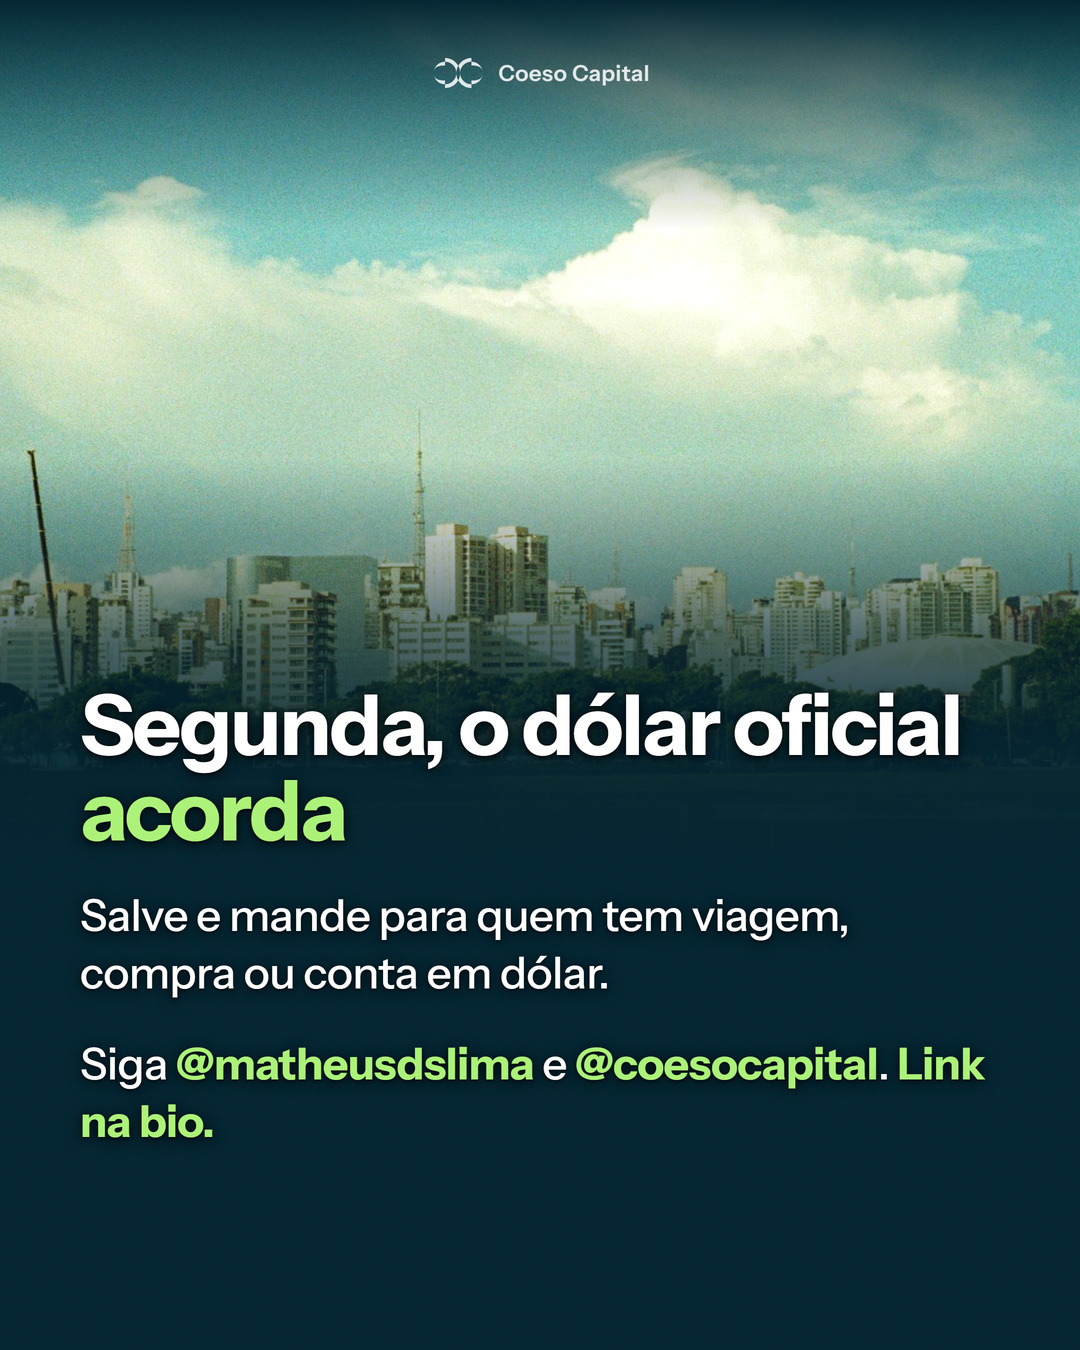 Coeso Capital
Segunda, o dólar oficial
acorda
Salve e mande para quem tem viagem,
compra ou conta em dólar.
Siga @matheusdslima e @coesocapital. Link
na bio.